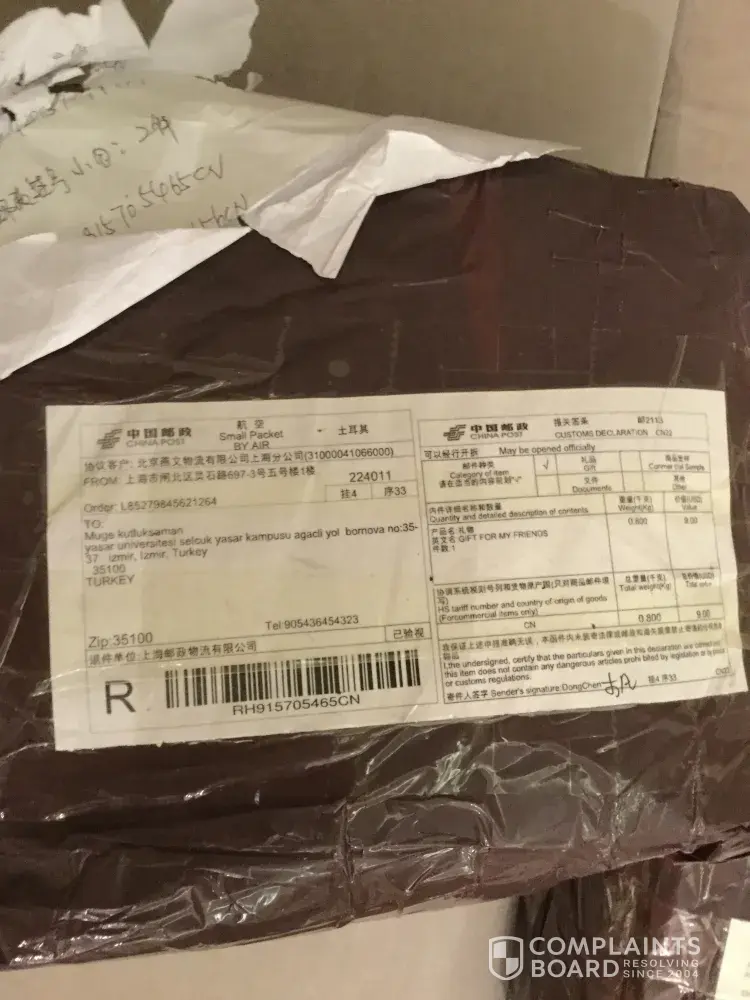 915705465CN
中国邮政
CHINA POST
航 空
Small Packet
BY AIR
土耳其
协议客户: 北京燕文物流有限公司上海分公司(31000041066000)
FROM: 上海市闸北区灵石路697-3号五号楼1楼
224011
Order: L85279845621264
挂4 序33
TO:
Muge kutluksaman
yasar universitesi selcuk yasar kampusu agacli yol bornova no:35-
37 izmir, Izmir, Turkey
35100
TURKEY
Tel:905436454323
Zip:35100
已验视
退件单位: 上海邮政物流有限公司
R
RH915705465CN
中国邮政
CHINA POST
报关签条
CUSTOMS DECLARATION
邮2113
CN22
可以经行开拆 May be opened officially
邮件种类
Category of item
√
礼品
Gift
商品货样
Commercial Sample
文件
Documents
其他
Other
内件详细名称和数量
Quantity and detailed description of contents
重量(千克)
Weight(Kg)
价值(USD)
Value
产品名:礼物
英文名:GIFT FOR MY FRIENDS
件数:1
0.800
9.00
协调系统税则号列和货物原产国(只对商品邮件填
写)
HS tariff number and country of origin of goods
(Forcommercial items only)
总重量(千克)
Total weight(Kg)
Total value
CN
0.800
9.00
I,the undersigned, certify that the particulars given in this declaration are correct and
this item does not contain any dangerous articles prohi bited by legislation or by postal
or customs regulations.
寄件人签字 Sender's signature:DongChen
挂4 序33
CN22
COMPLAINTS
BOARD RESOLVING
SINCE 2004